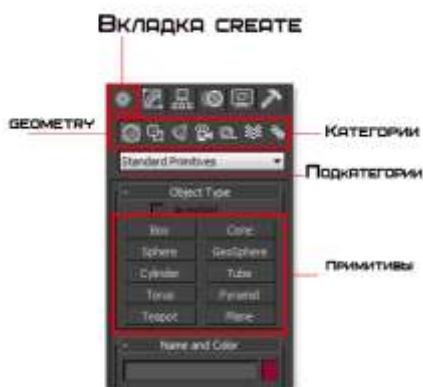 Вкладка create
Geometry
Категории
Standard Primitives
Подкатегории
Object Type
Box Cone
Sphere GeoSphere
Cylinder Tube
примитивы
Torus Pyramid
Teapot Plane
Name and Color